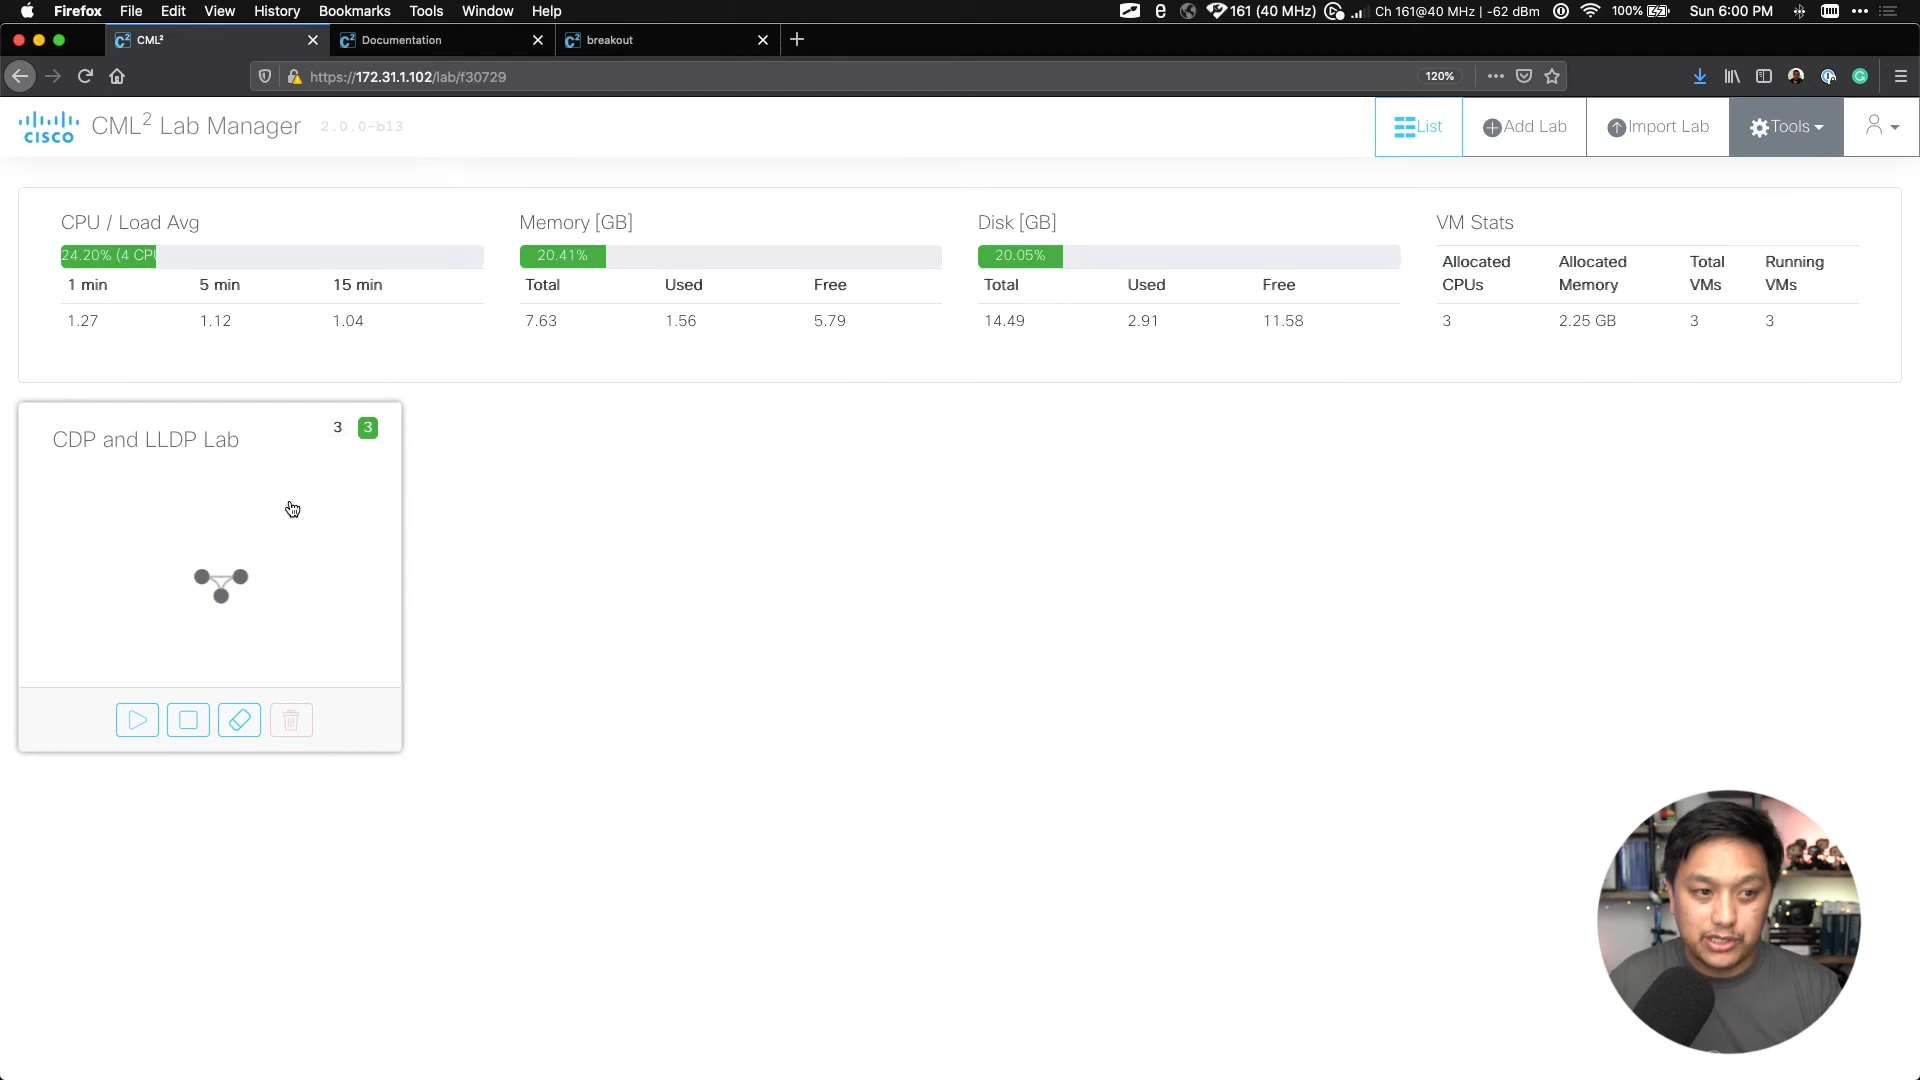 Firefox File Edit View History Bookmarks Tools Window Help 161 (40 MHz) Ch 161@40 MHz | -62 dBm 100% Sun 6:00 PM
CML² Documentation breakout
https://172.31.1.102/lab/f30729 120%
CISCO CML² Lab Manager 2.0.0-b13 List Add Lab Import Lab Tools
CPU / Load Avg Memory [GB] Disk [GB] VM Stats
24.20% (4 CPU 20.41% 20.05%
1 min 5 min 15 min Total Used Free Total Used Free Allocated CPUs Allocated Memory Total VMs Running VMs
1.27 1.12 1.04 7.63 1.56 5.79 14.49 2.91 11.58 3 2.25 GB 3 3
CDP and LLDP Lab 3 3